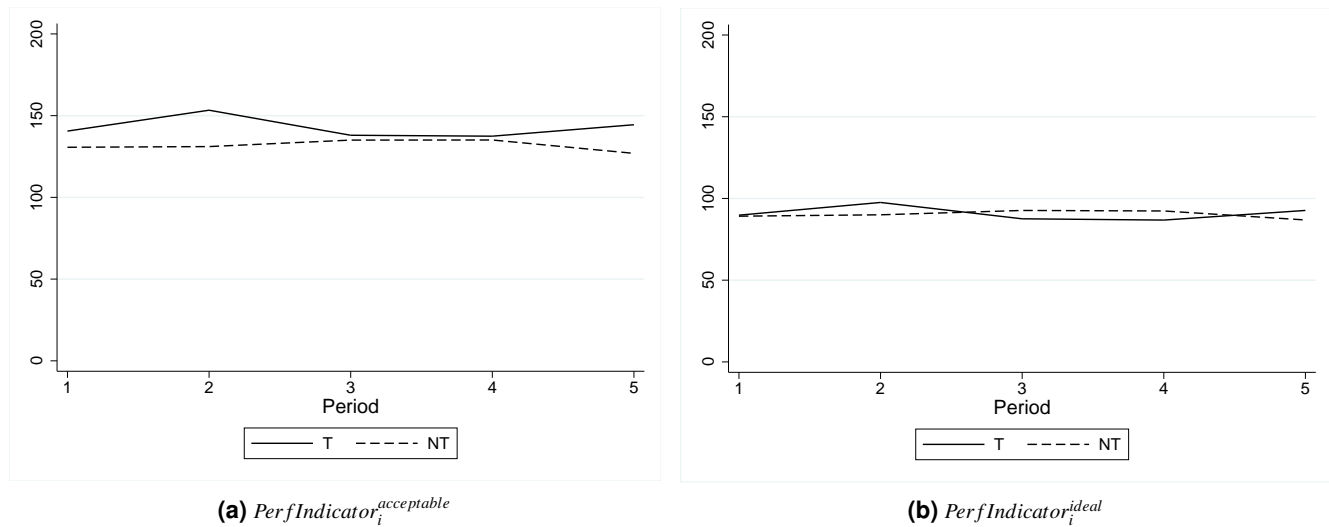 200
150
100
50
0
1 2 3 4 5
Period
T NT
(a) PerfIndicator_i^{acceptable}
200
150
100
50
0
1 2 3 4 5
Period
T NT
(b) PerfIndicator_i^{ideal}